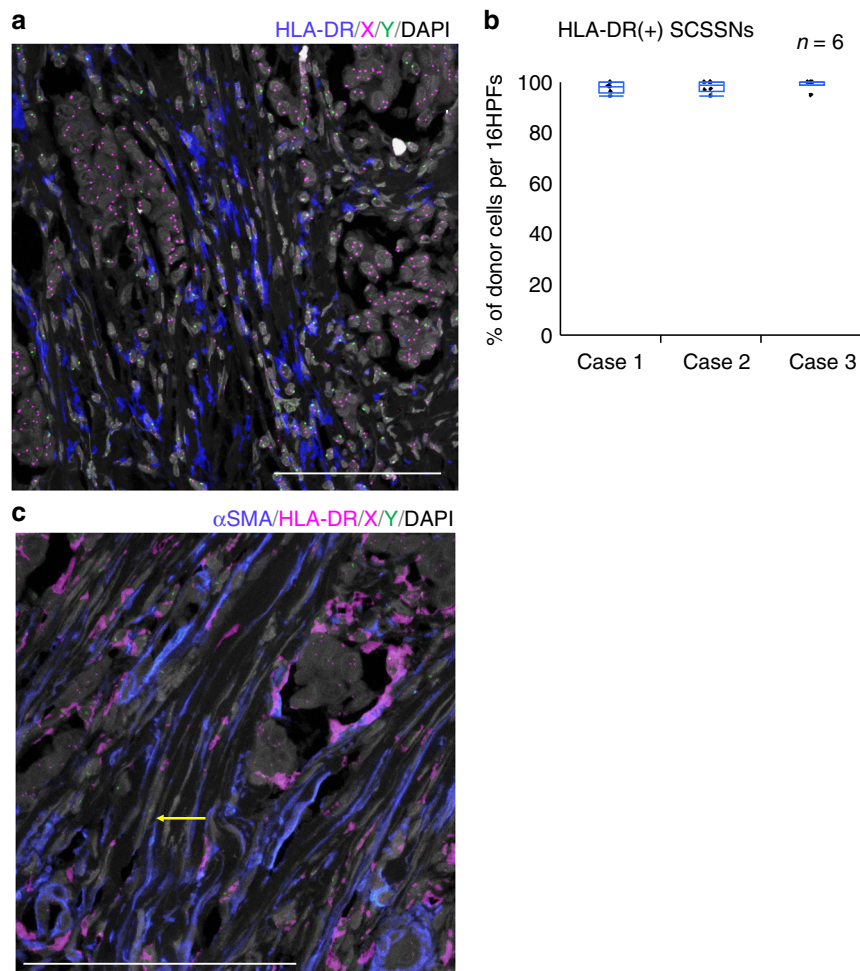 a
HLA-DR/X/Y/DAPI
b
HLA-DR(+) SCSSNs
n = 6
% of donor cells per 16HPFs
100
80
60
40
20
0
Case 1
Case 2
Case 3
c
αSMA/HLA-DR/X/Y/DAPI